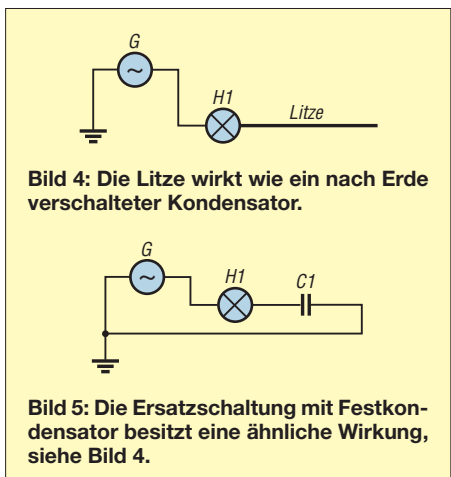 G
~
H1
Litze
Bild 4: Die Litze wirkt wie ein nach Erde
verschalteter Kondensator.
G
~
H1
C1
Bild 5: Die Ersatzschaltung mit Festkon-
densator besitzt eine ähnliche Wirkung,
siehe Bild 4.